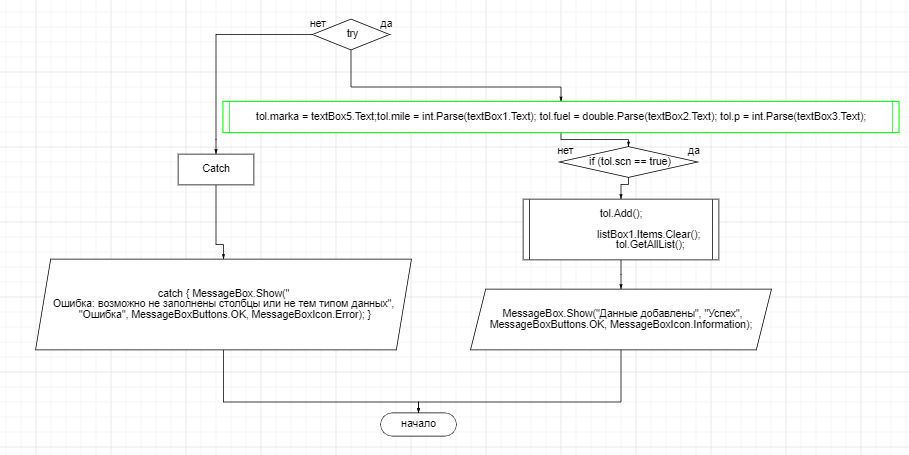 нет
да
try
tol.marka = textBox5.Text;tol.mile = int.Parse(textBox1.Text); tol.fuel = double.Parse(textBox2.Text); tol.p = int.Parse(textBox3.Text);
нет
да
if (tol.scn == true)
Catch
tol.Add();
listBox1.Items.Clear();
tol.GetAllList();
catch { MessageBox.Show("
Ошибка: возможно не заполнены столбцы или не тем типом данных",
"Ошибка", MessageBoxButtons.OK, MessageBoxIcon.Error); }
MessageBox.Show("Данные добавлены", "Успех",
MessageBoxButtons.OK, MessageBoxIcon.Information);
начало